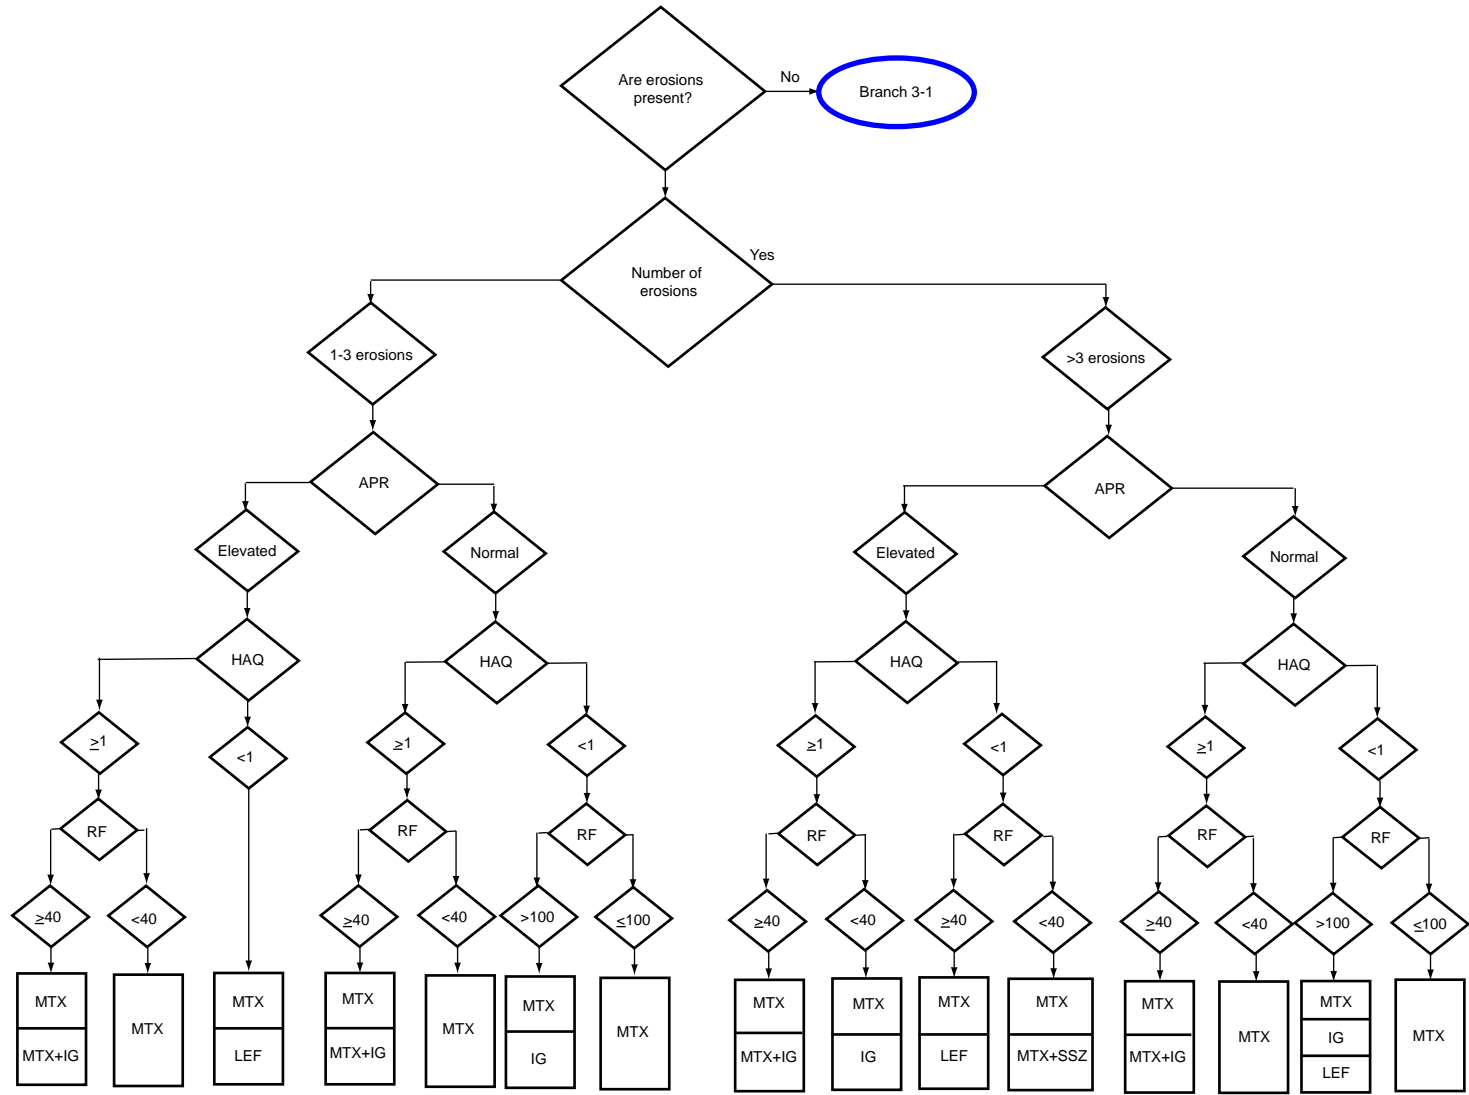 Are erosions
present?
No
Branch 3-1
Number of
erosions
Yes
1-3 erosions
>3 erosions
APR
APR
Elevated
Normal
Elevated
Normal
HAQ
HAQ
HAQ
HAQ
≥1
<1
≥1
<1
≥1
<1
≥1
<1
RF
RF
RF
RF
RF
RF
RF
≥40
<40
≥40
<40
>100
≤100
≥40
<40
≥40
<40
≥40
<40
>100
≤100
MTX
MTX+IG
MTX
MTX
LEF
MTX
MTX+IG
MTX
MTX
IG
MTX
MTX
MTX+IG
MTX
IG
MTX
LEF
MTX
MTX+SSZ
MTX
MTX+IG
MTX
MTX
IG
LEF
MTX